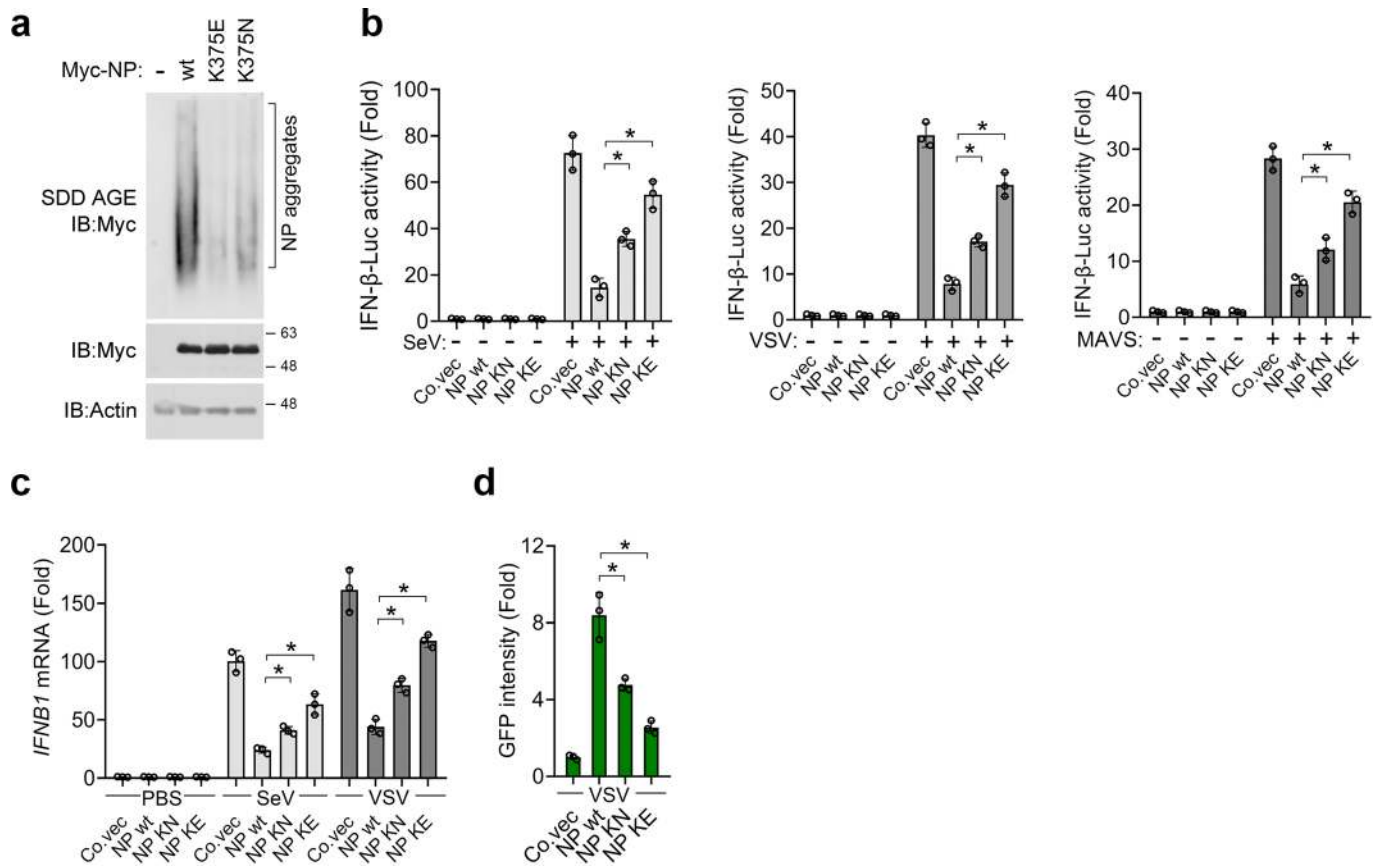 a
Myc-NP:
-
wt
K375E
K375N
SDD AGE
IB:Myc
NP aggregates
IB:Myc
63
48
IB:Actin
48
b
IFN-β-Luc activity (Fold)
100
80
60
40
20
0
* *
SeV: - - - - + + + +
Co.vec NP wt NP KN NP KE Co.vec NP wt NP KN NP KE
IFN-β-Luc activity (Fold)
50
40
30
20
10
0
* *
VSV: - - - - + + + +
Co.vec NP wt NP KN NP KE Co.vec NP wt NP KN NP KE
IFN-β-Luc activity (Fold)
40
30
20
10
0
* *
MAVS: - - - - + + + +
Co.vec NP wt NP KN NP KE Co.vec NP wt NP KN NP KE
c
IFNB1 mRNA (Fold)
200
150
100
50
0
* * * *
PBS SeV VSV
Co.vec NP wt NP KN NP KE Co.vec NP wt NP KN NP KE Co.vec NP wt NP KN NP KE
d
GFP intensity (Fold)
12
8
4
0
* *
VSV
Co.vec NP wt NP KN NP KE